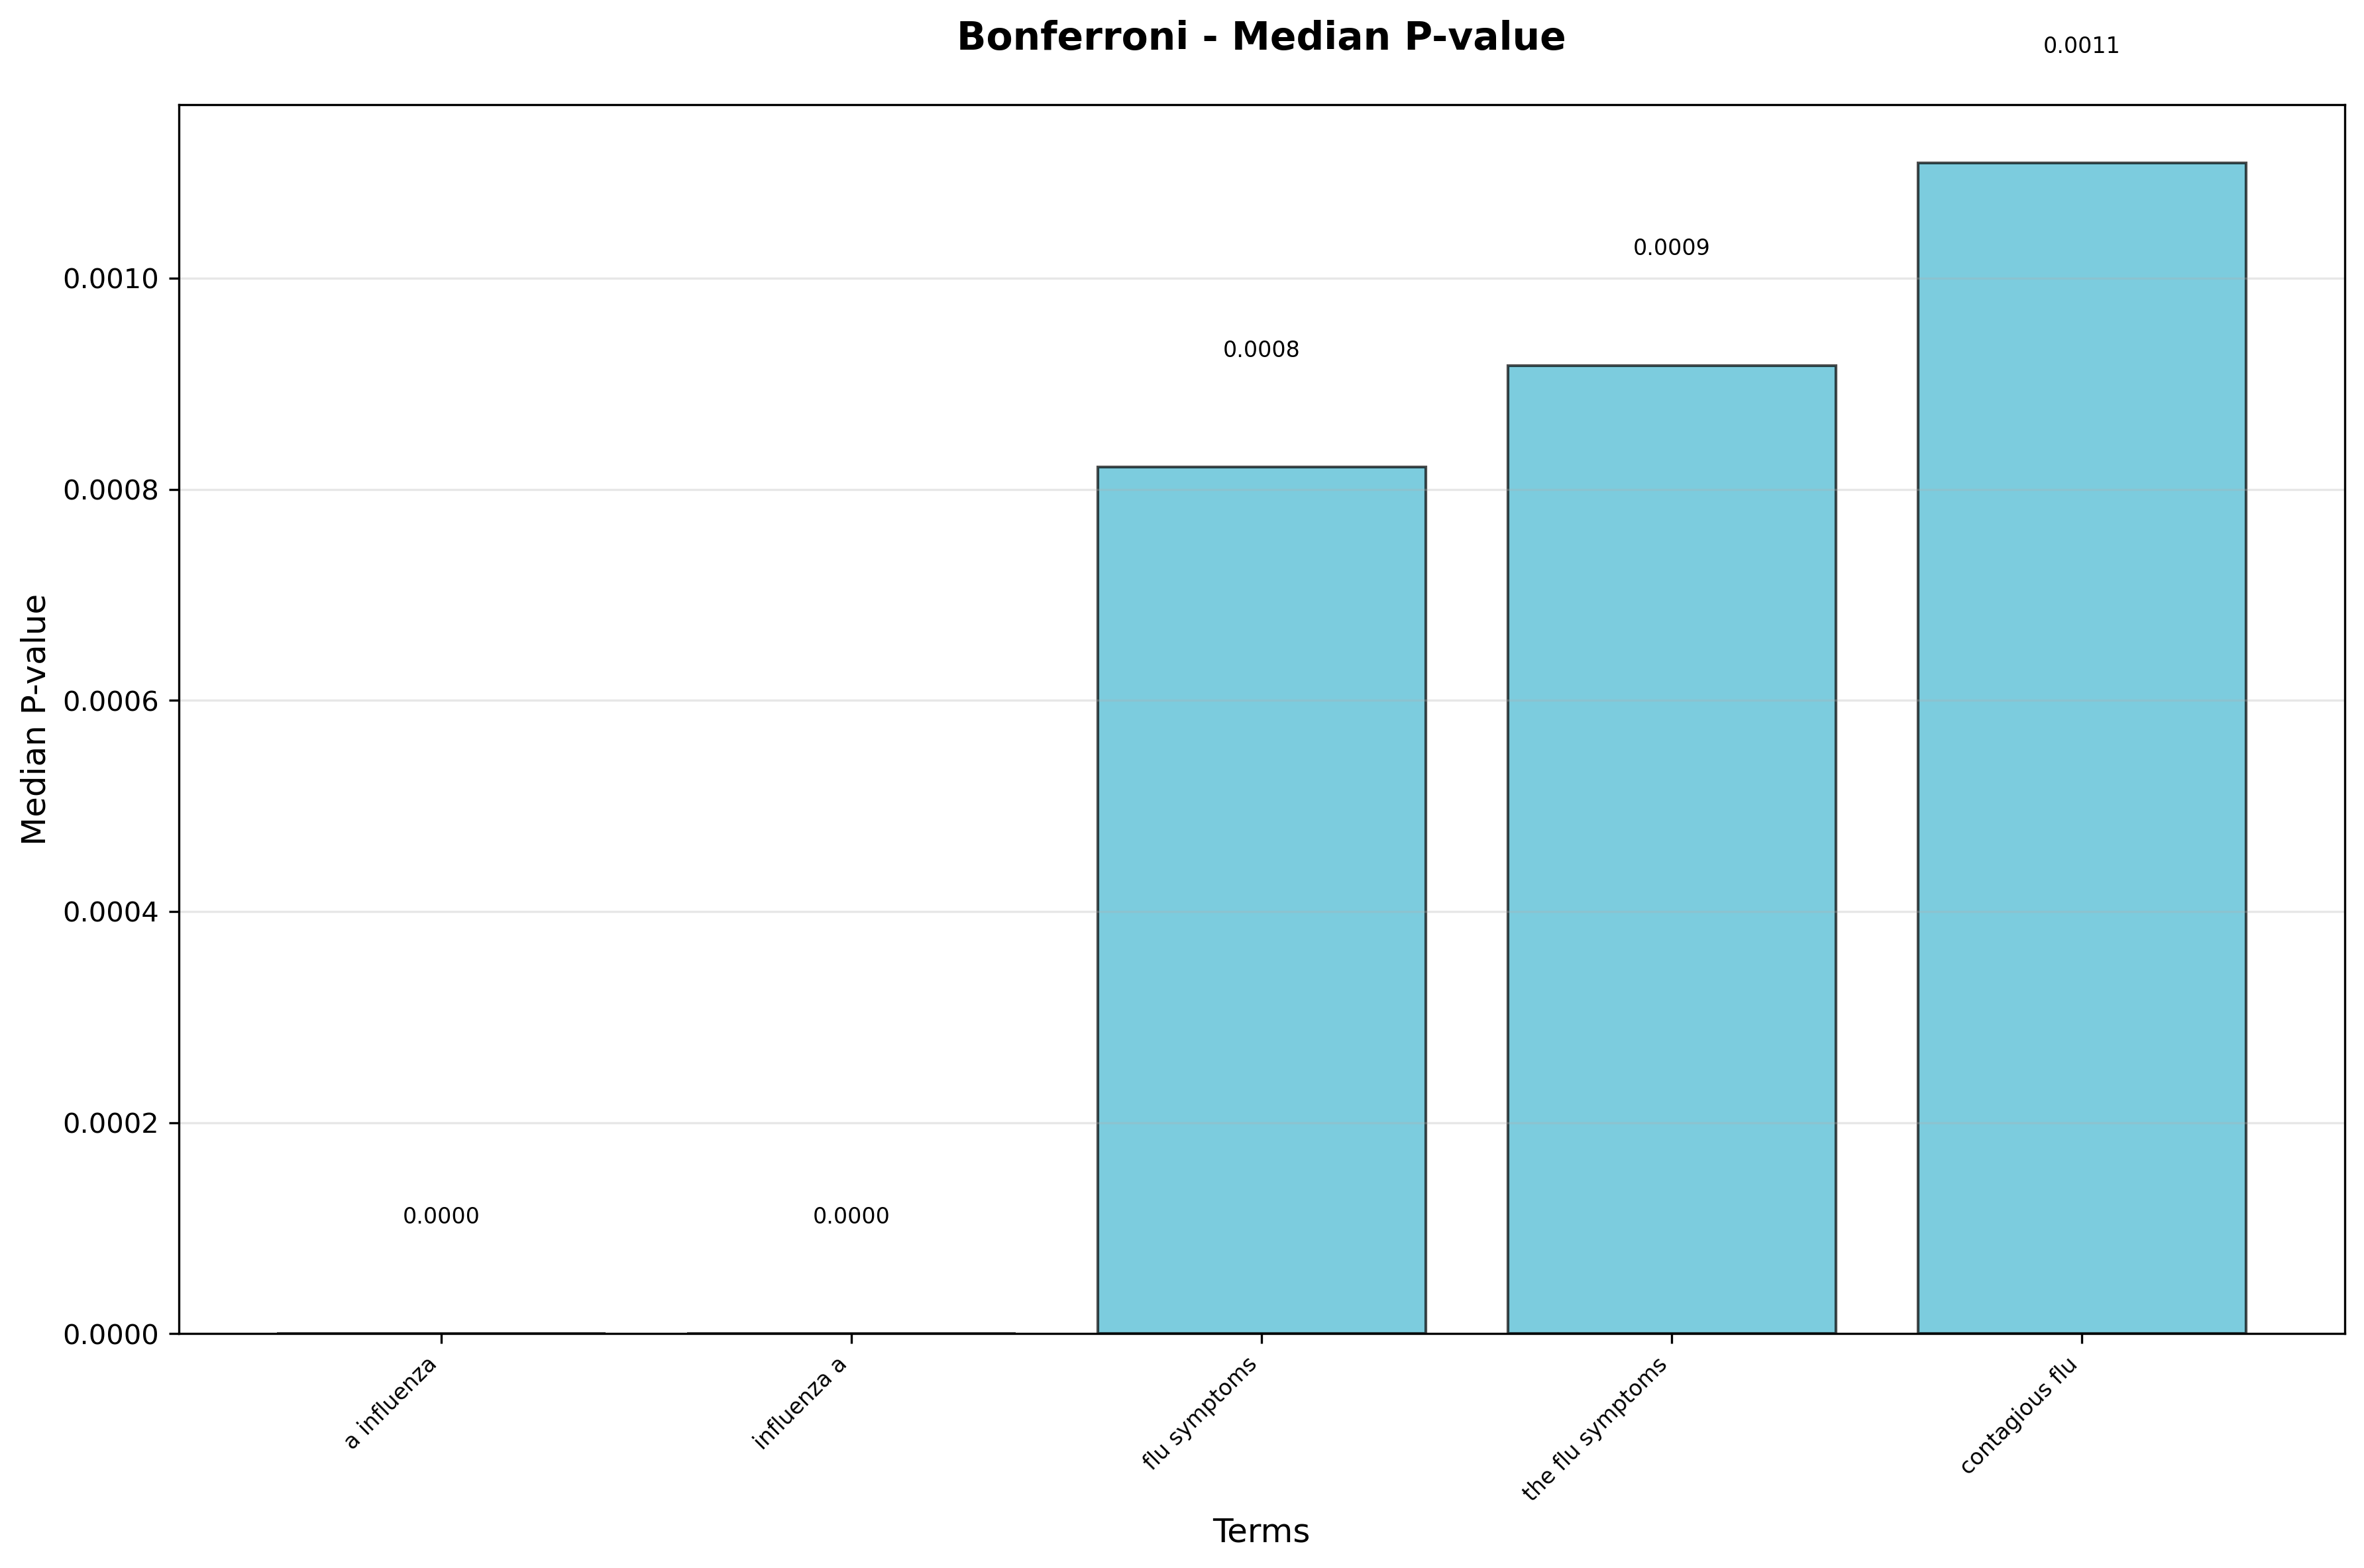 Bonferroni - Median P-value
0.0011
0.0009
0.0008
0.0000
0.0000
Median P-value
0.0010
0.0008
0.0006
0.0004
0.0002
0.0000
a influenza
influenza a
flu symptoms
the flu symptoms
contagious flu
Terms